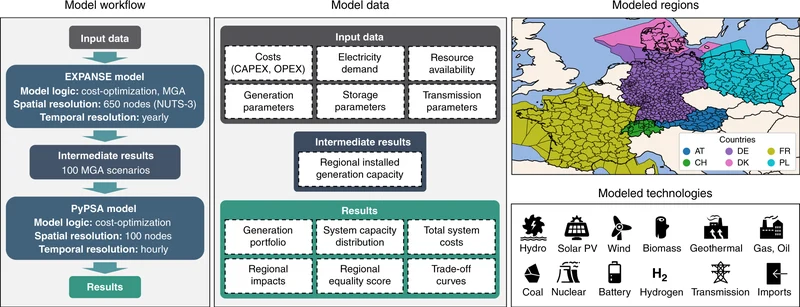 Model workflow
Input data
EXPANSE model
Model logic: cost-optimization, MGA
Spatial resolution: 650 nodes (NUTS-3)
Temporal resolution: yearly
Intermediate results
100 MGA scenarios
PyPSA model
Model logic: cost-optimization
Spatial resolution: 100 nodes
Temporal resolution: hourly
Results
Model data
Input data
Costs
(CAPEX, OPEX)
Electricity
demand
Resource
availability
Generation
parameters
Storage
parameters
Transmission
parameters
Intermediate results
Regional installed
generation capacity
Results
Generation
portfolio
System capacity
distribution
Total system
costs
Regional
impacts
Regional
equality score
Trade-off
curves
Modeled regions
Countries
AT DE FR
CH DK PL
Modeled technologies
Hydro Solar PV Wind Biomass Geothermal Gas, Oil
H₂
Coal Nuclear Battery Hydrogen Transmission Imports